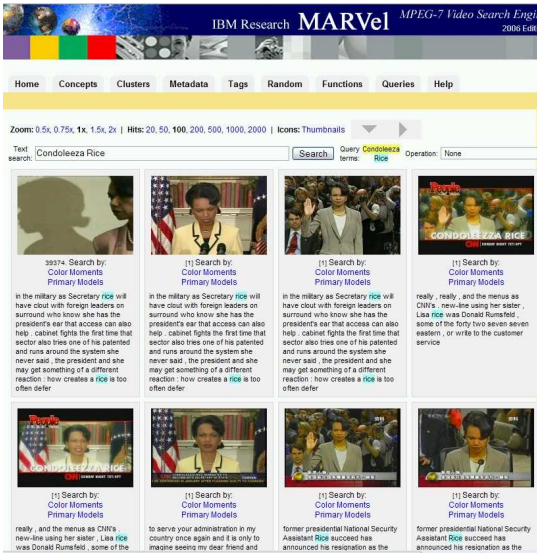 IBM Research MARVel MPEG-7 Video Search Engi
2006 Edit
Home Concepts Clusters Metadata Tags Random Functions Queries Help
Zoom: 0.5x, 0.75x, 1x, 1.5x, 2x | Hits: 20, 50, 100, 200, 500, 1000, 2000 | Icons: Thumbnails
Text search: Condoleeza Rice Search Query terms: Condoleeza Rice Operation: None
39374. Search by:
Color Moments
Primary Models
in the military as Secretary rice will
have clout with foreign leaders on
surround who know she has the
president's ear that access can also
help . cabinet fights the first time that
sector also tries one of his patented
and runs around the system she
never said , the president and she
may get something of a different
reaction : how creates a rice is too
often defer
[1] Search by:
Color Moments
Primary Models
in the military as Secretary rice will
have clout with foreign leaders on
surround who know she has the
president's ear that access can also
help . cabinet fights the first time that
sector also tries one of his patented
and runs around the system she
never said , the president and she
may get something of a different
reaction : how creates a rice is too
often defer
[1] Search by:
Color Moments
Primary Models
in the military as Secretary rice will
have clout with foreign leaders on
surround who know she has the
president's ear that access can also
help . cabinet fights the first time that
sector also tries one of his patented
and runs around the system she
never said , the president and she
may get something of a different
reaction : how creates a rice is too
often defer
People
CONDOLEEZZA RICE
CNN SUNDAY NIGHT 7ET/4PT
[1] Search by:
Color Moments
Primary Models
really , really , and the menus as
CNN's . new-line using her sister ,
Lisa rice was Donald Rumsfeld ,
some of the forty two seven seven
eastern , or write to the customer
service
People
CONDOLEEZZA RICE
CNN SUNDAY NIGHT 7ET/4PT
[1] Search by:
Color Moments
Primary Models
really , and the menus as CNN's .
new-line using her sister , Lisa rice
was Donald Rumsfeld , some of the
[1] Search by:
Color Moments
Primary Models
to serve your administration in my
country once again and it is only to
imagine seeing my dear friend and
[1] Search by:
Color Moments
Primary Models
former presidential National Security
Assistant Rice succeed has
announced his resignation as the
[1] Search by:
Color Moments
Primary Models
former presidential National Security
Assistant Rice succeed has
announced his resignation as the